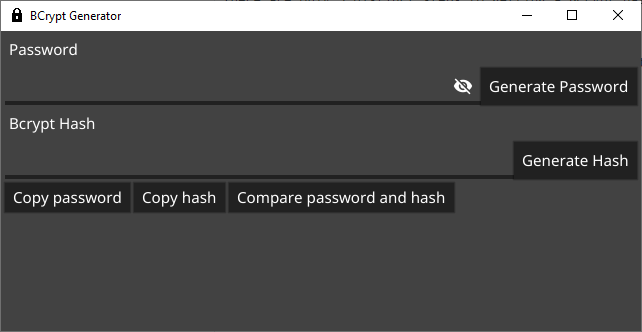 BCrypt Generator
Password
Generate Password
Bcrypt Hash
Generate Hash
Copy password Copy hash Compare password and hash